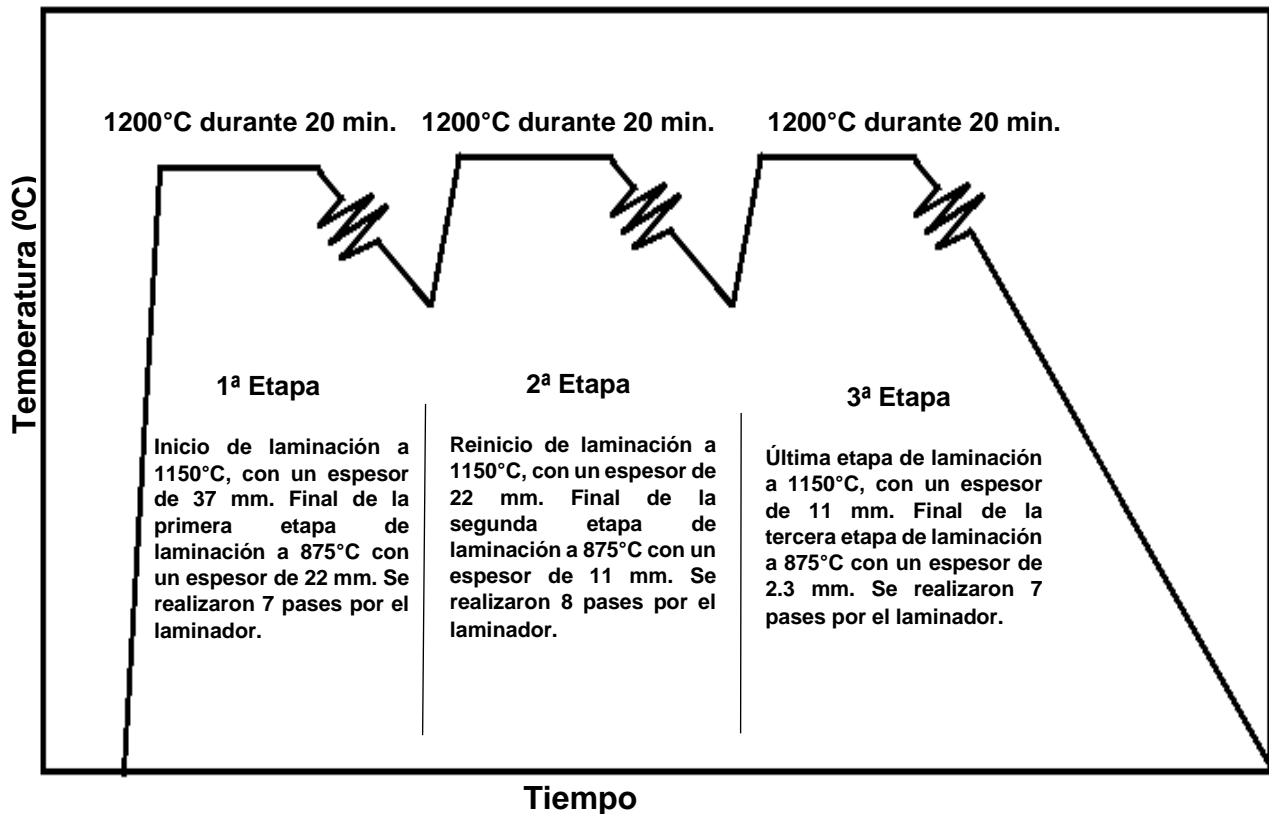 1200°C durante 20 min.
1200°C durante 20 min.
1200°C durante 20 min.
Temperatura (ºC)
1ª Etapa
Inicio de laminación a
1150°C, con un espesor
de 37 mm. Final de la
primera etapa de
laminación a 875°C con
un espesor de 22 mm. Se
realizaron 7 pases por el
laminador.
2ª Etapa
Reinicio de laminación a
1150°C, con un espesor de
22 mm. Final de la
segunda etapa de
laminación a 875°C con un
espesor de 11 mm. Se
realizaron 8 pases por el
laminador.
3ª Etapa
Última etapa de laminación
a 1150°C, con un espesor
de 11 mm. Final de la
tercera etapa de laminación
a 875°C con un espesor de
2.3 mm. Se realizaron 7
pases por el laminador.
Tiempo